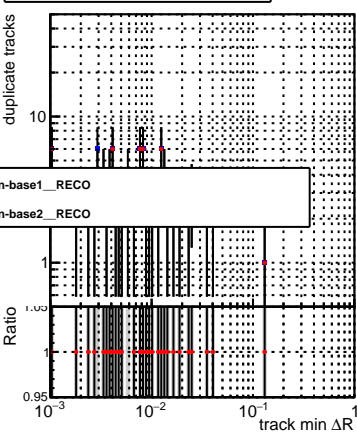 duplicate tracks
10
n-base1__RECO
n-base2__RECO
1
Ratio
1.05
1
0.95
10⁻³ 10⁻² 10⁻¹ 1
track min ΔR